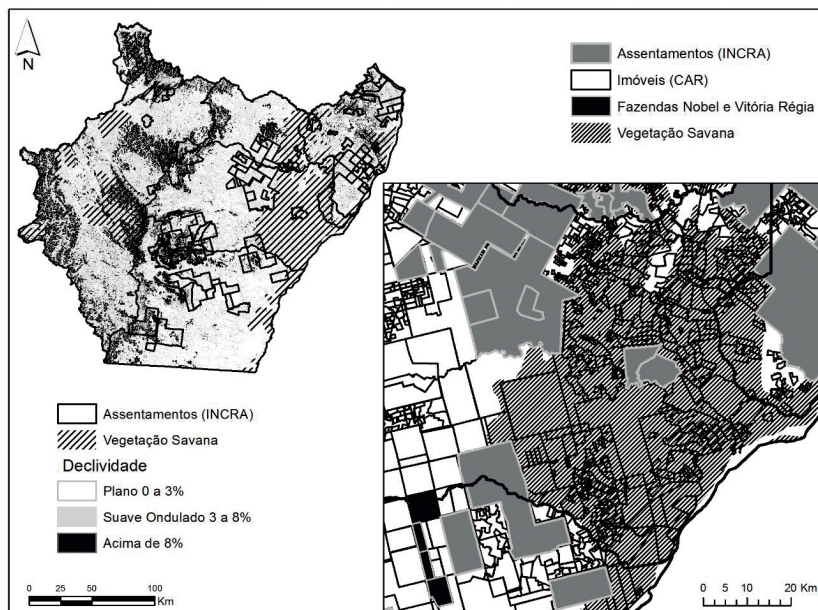 N
Assentamentos (INCRA)
Imóveis (CAR)
Fazendas Nobel e Vitória Régia
Vegetação Savana
Assentamentos (INCRA)
Vegetação Savana
Declividade
Plano 0 a 3%
Suave Ondulado 3 a 8%
Acima de 8%
0 25 50 100
Km
0 5 10 20 Km